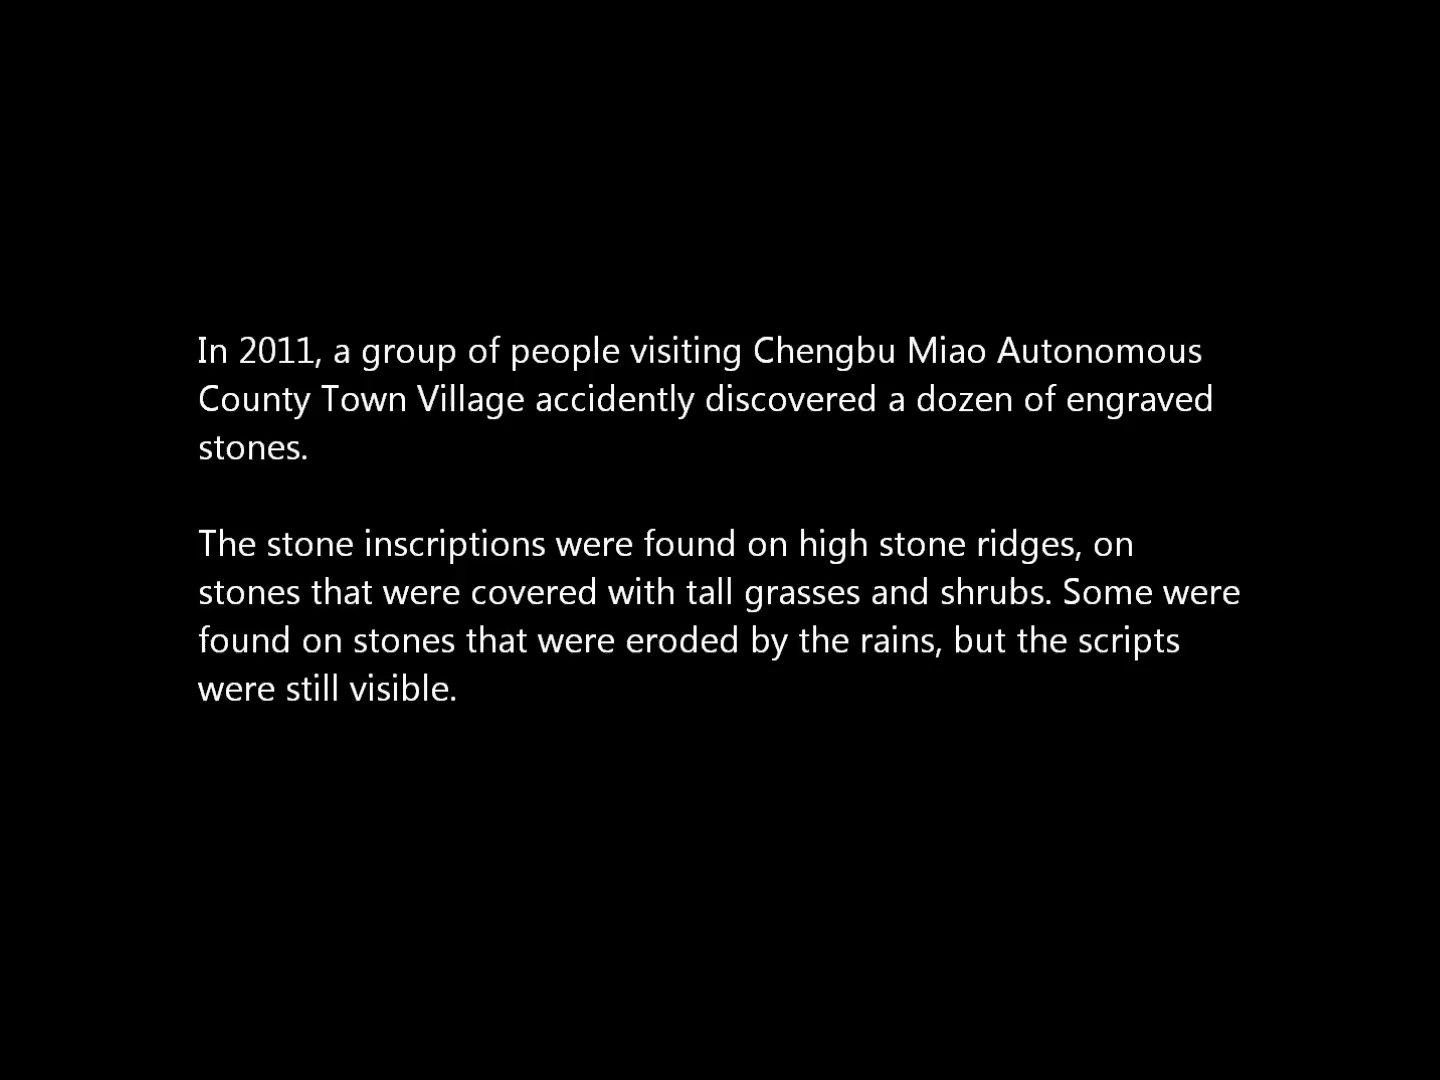 In 2011, a group of people visiting Chengbu Miao Autonomous
County Town Village accidently discovered a dozen of engraved
stones.
The stone inscriptions were found on high stone ridges, on
stones that were covered with tall grasses and shrubs. Some were
found on stones that were eroded by the rains, but the scripts
were still visible.